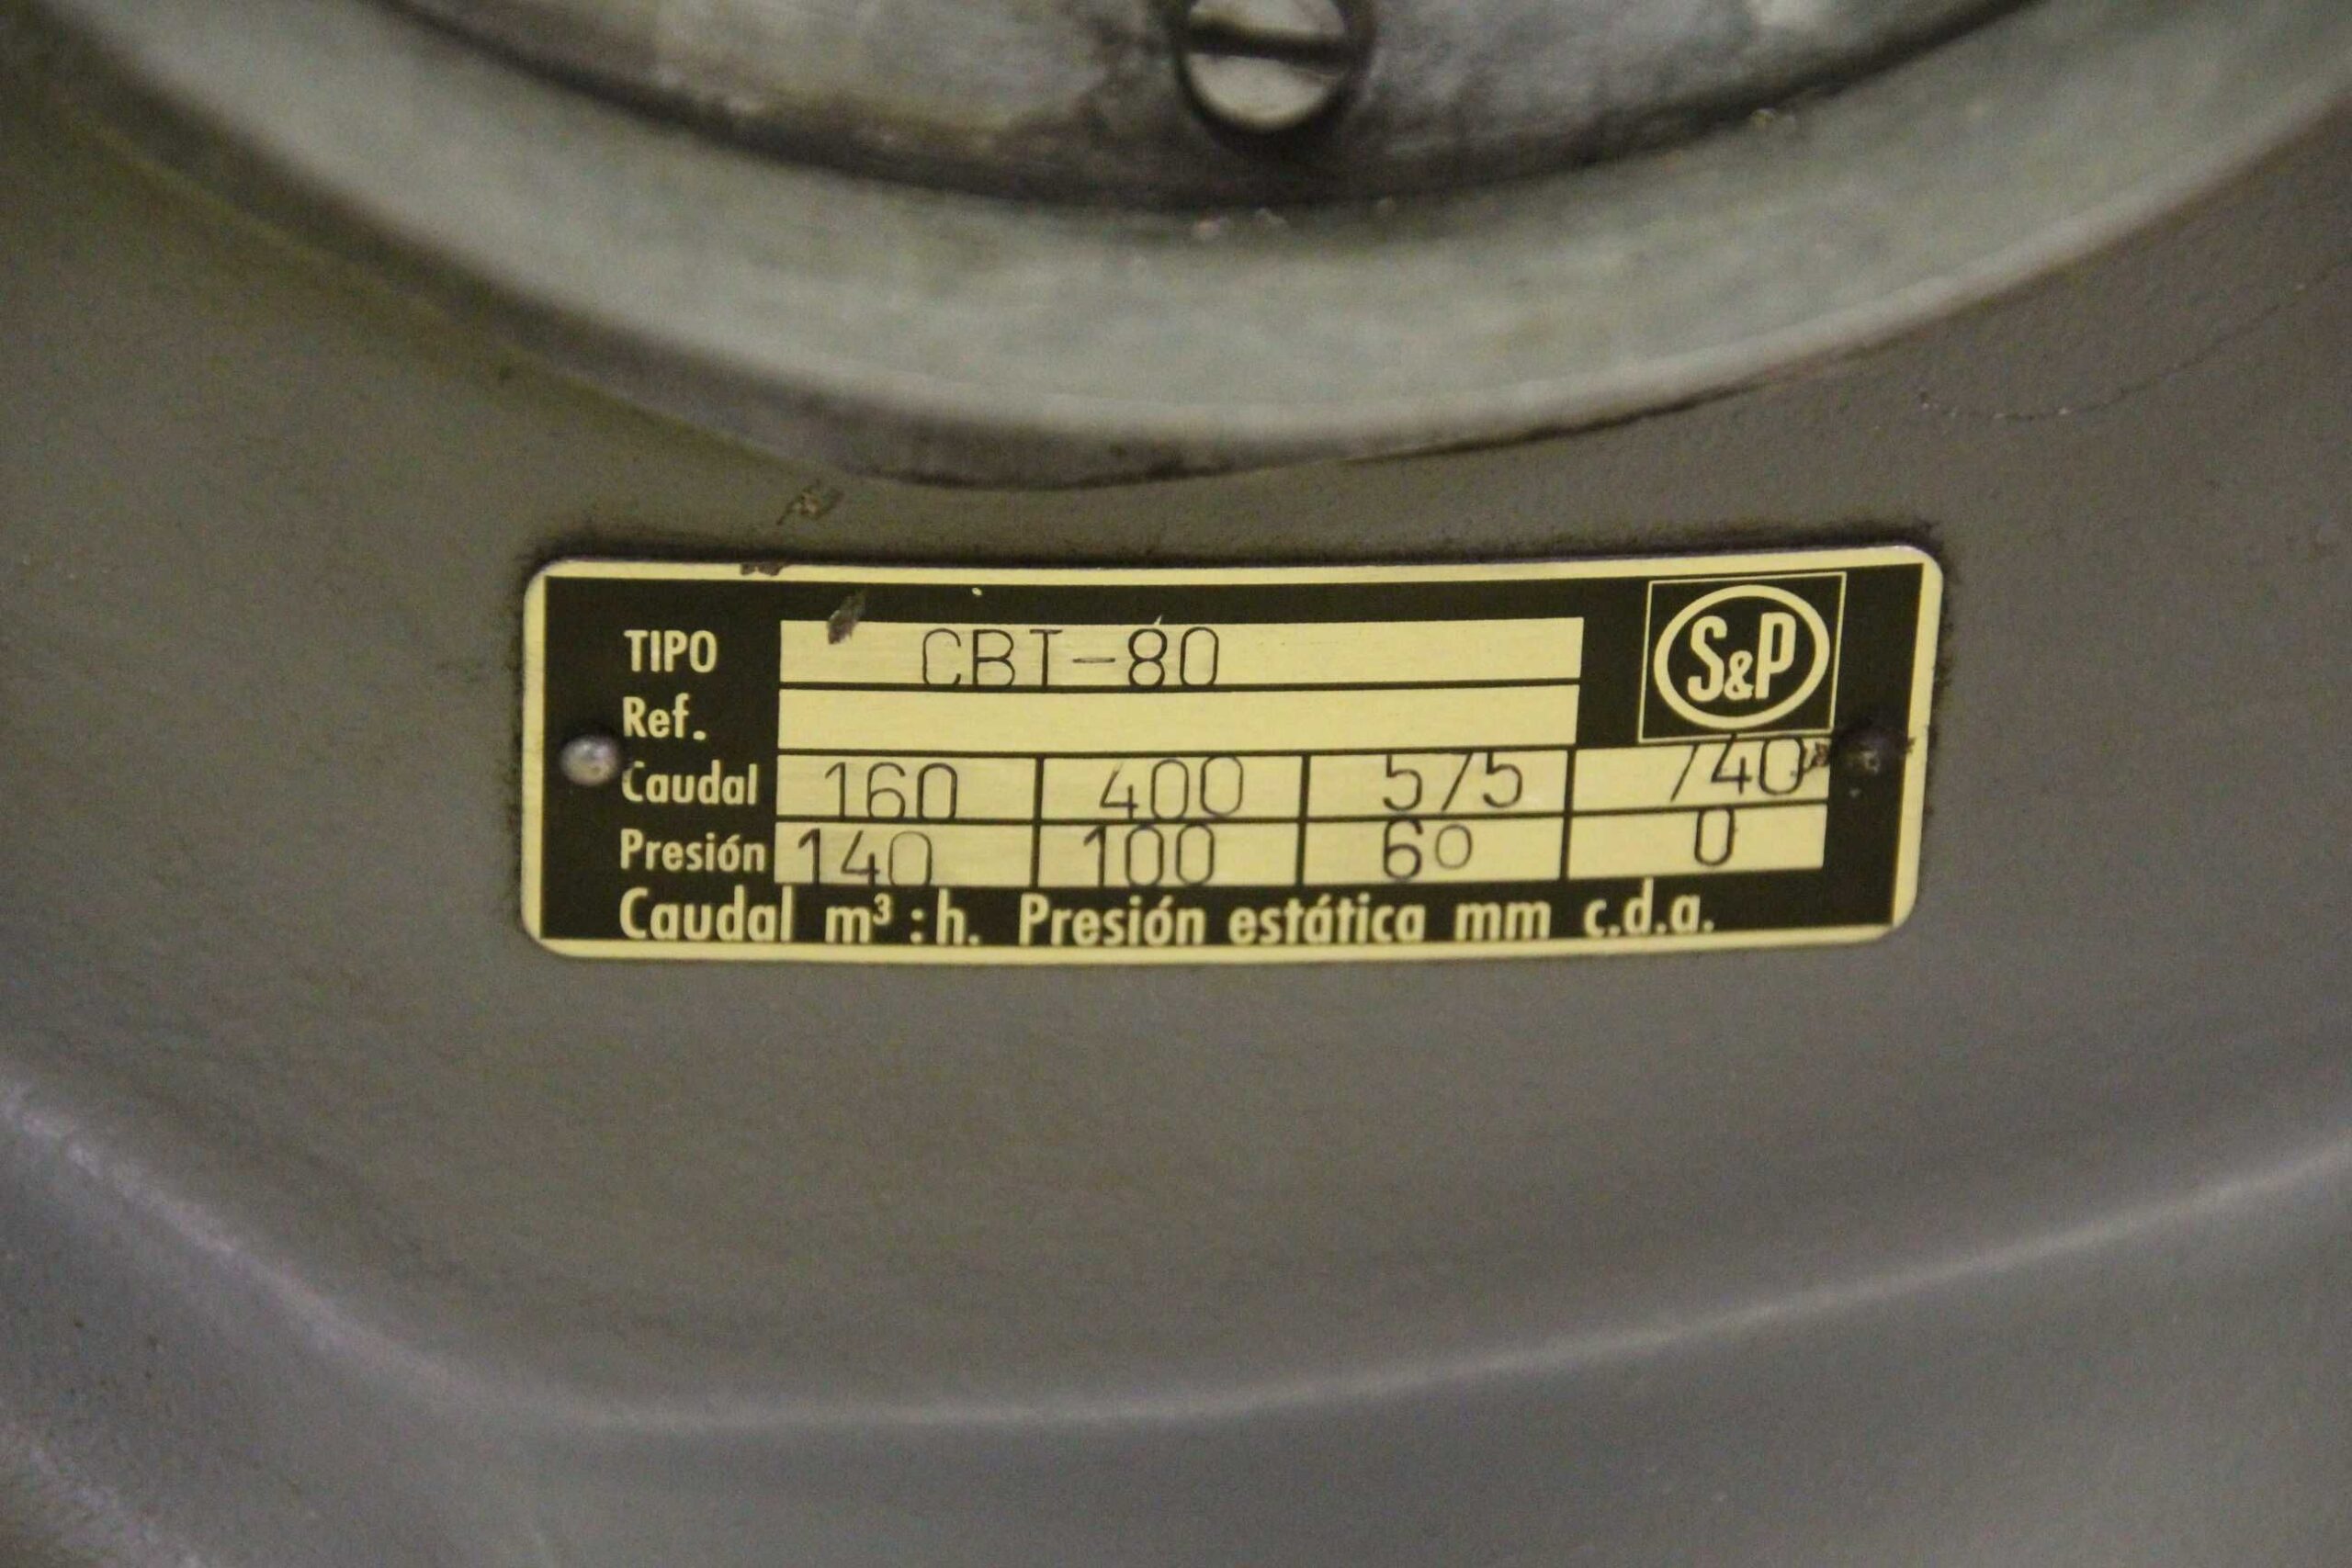 TIPO CBT-80
S&P
Ref.
Caudal 160 400 575 740
Presión 140 100 60 0
Caudal m³:h. Presión estática mm c.d.a.